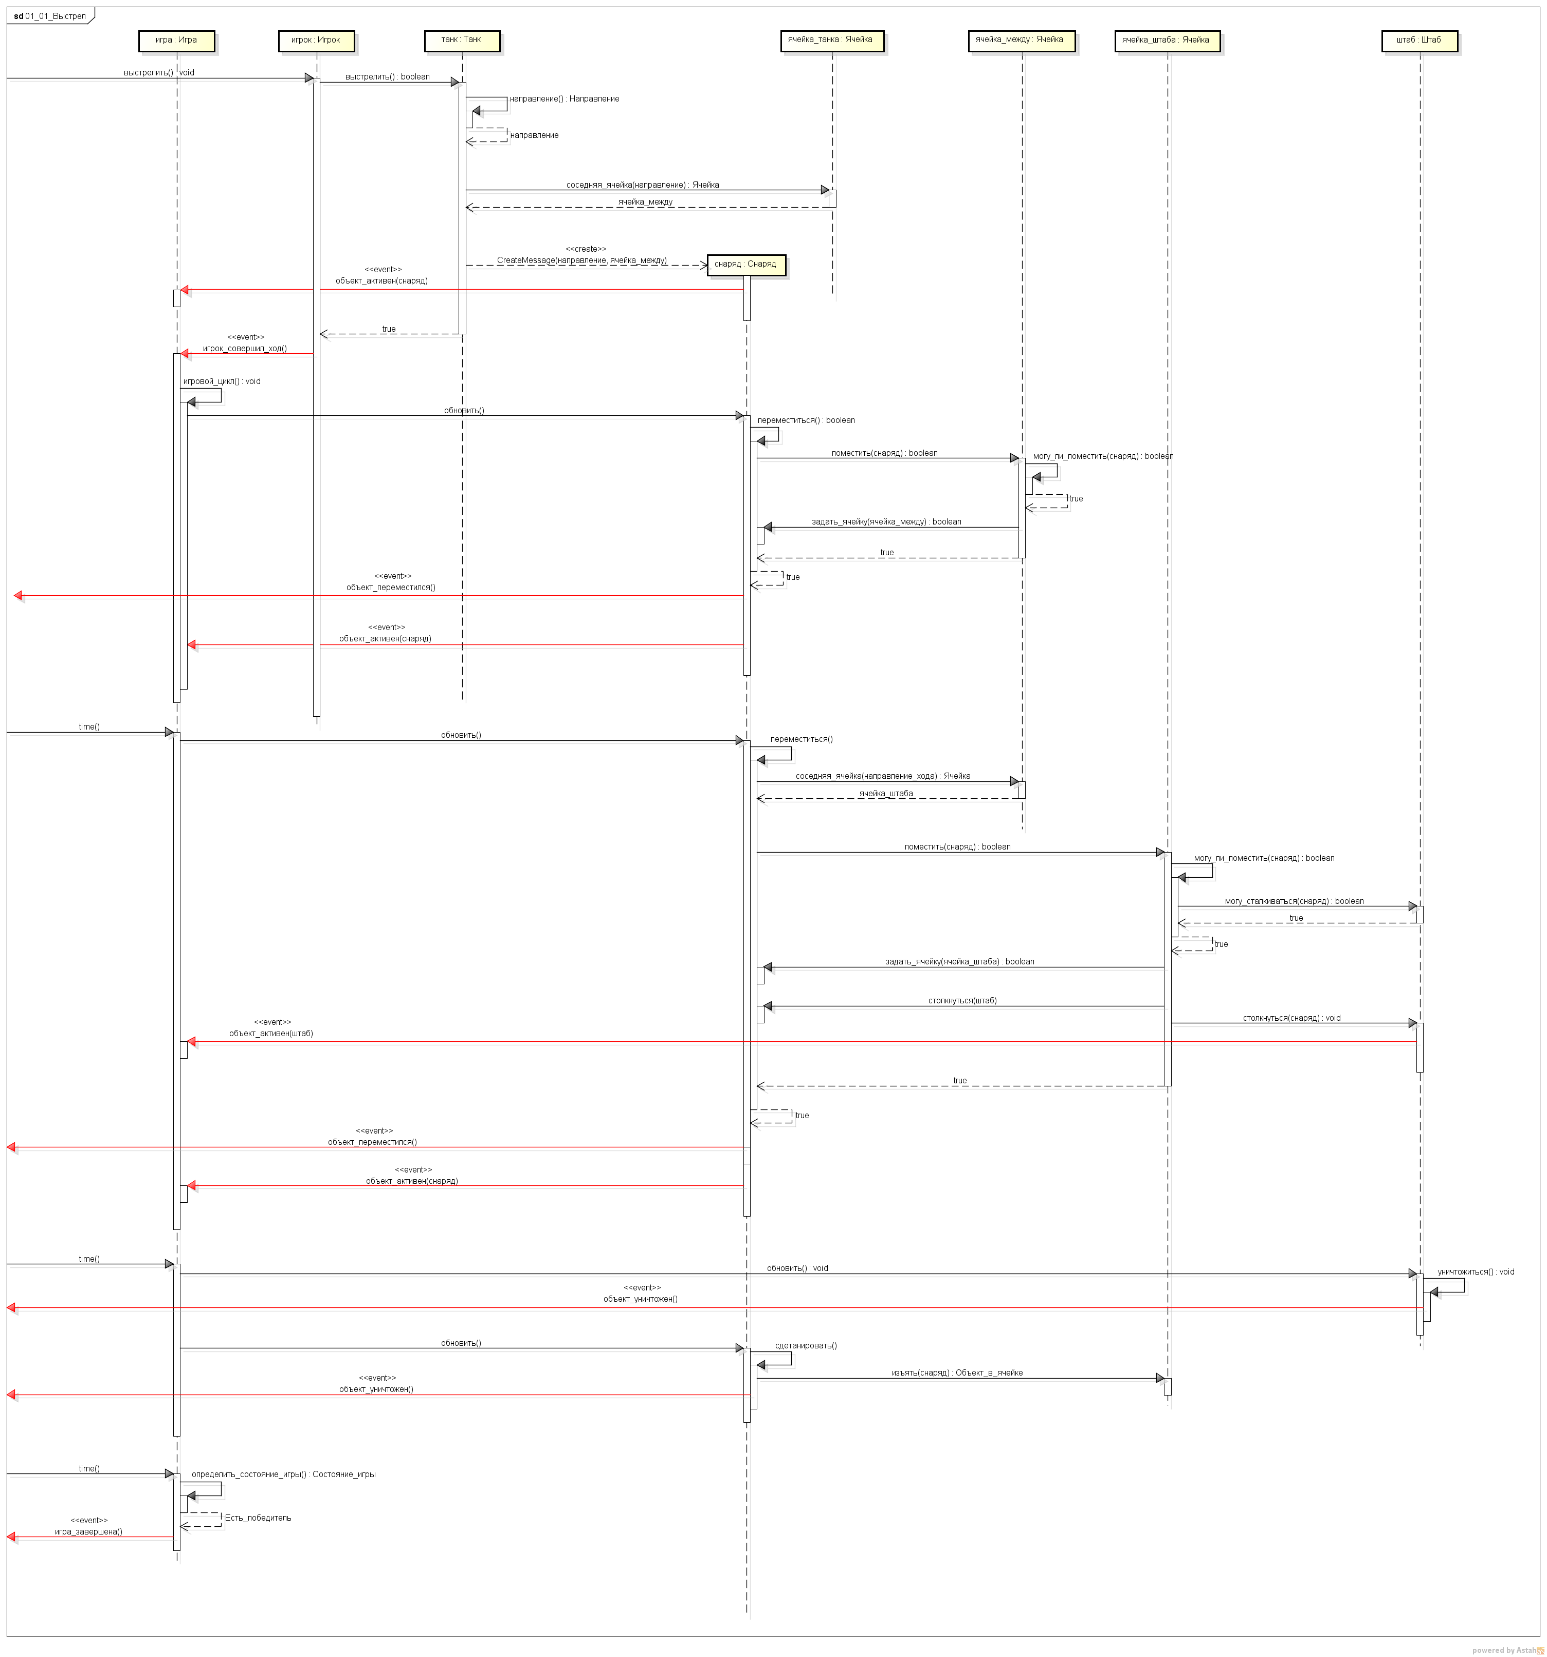 sd 01_01_Выстрел
игра : Игра
игрок : Игрок
танк : Танк
ячейка_танка : Ячейка
ячейка_между : Ячейка
ячейка_штаба : Ячейка
штаб : Штаб
выстрелить() : void
выстрелить() : boolean
направление() : Направление
направление
соседняя_ячейка(направление) : Ячейка
ячейка_между
<<create>>
CreateMessage(направление, ячейка_между)
снаряд : Снаряд
<<event>>
объект_активен(снаряд)
true
<<event>>
игрок_совершил_ход()
игровой_цикл() : void
обновить()
переместиться() : boolean
поместить(снаряд) : boolean
могу_ли_поместить(снаряд) : boolean
true
задать_ячейку(ячейка_между) : boolean
true
<<event>>
true
объект_переместился()
<<event>>
объект_активен(снаряд)
time()
обновить()
переместиться()
соседняя_ячейка(направление_хода) : Ячейка
ячейка_штаба
поместить(снаряд) : boolean
могу_ли_поместить(снаряд) : boolean
могу_сталкиваться(снаряд) : boolean
true
true
задать_ячейку(ячейка_штаба) : boolean
столкнуться(штаб)
столкнуться(снаряд) : void
<<event>>
объект_активен(штаб)
true
true
<<event>>
объект_переместился()
<<event>>
объект_активен(снаряд)
time()
обновить() : void
уничтожиться() : void
<<event>>
объект_уничтожен()
обновить()
сдетанировать()
изъять(снаряд) : Объект_в_ячейке
<<event>>
объект_уничтожен()
time()
определить_состояние_игры() : Состояние_игры
Есть_победитель
<<event>>
игра_завершена()
powered by Astah